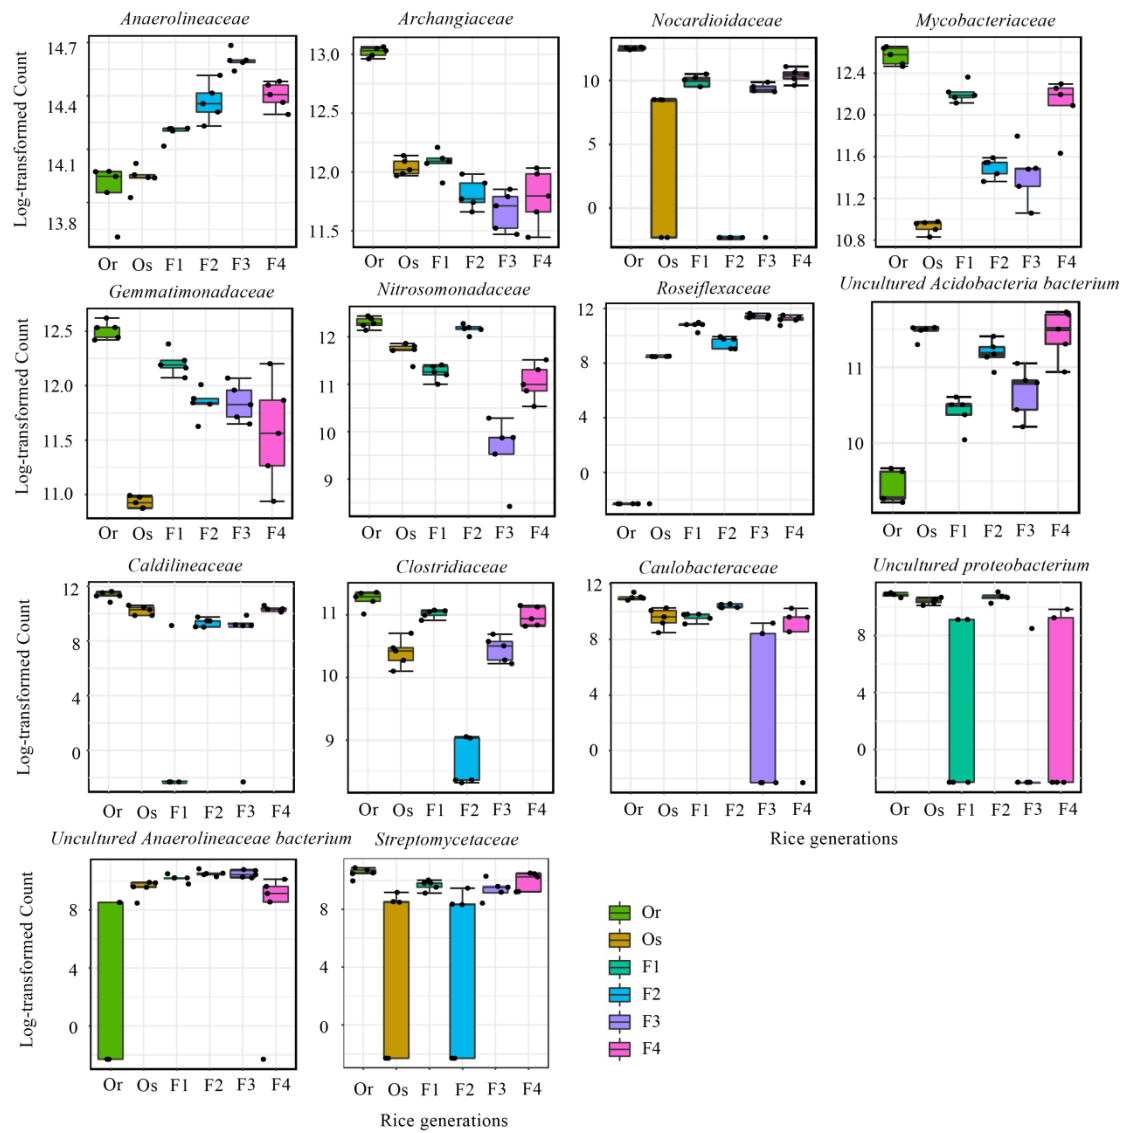 Anaerolineaceae
Archangiaceae
Nocardioidaceae
Mycobacteriaceae
Log-transformed Count
14.7
14.4
14.1
13.8
Or Os F1 F2 F3 F4
13.0
12.5
12.0
11.5
Or Os F1 F2 F3 F4
10
5
0
Or Os F1 F2 F3 F4
12.4
12.0
11.6
11.2
10.8
Or Os F1 F2 F3 F4
Gemmatimonadaceae
Nitrosomonadaceae
Roseiflexaceae
Uncultured Acidobacteria bacterium
Log-transformed Count
12.5
12.0
11.5
11.0
Or Os F1 F2 F3 F4
12
11
10
9
Or Os F1 F2 F3 F4
12
8
4
0
Or Os F1 F2 F3 F4
11
10
Or Os F1 F2 F3 F4
Caldilineaceae
Clostridiaceae
Caulobacteraceae
Uncultured proteobacterium
Log-transformed Count
12
8
4
0
Or Os F1 F2 F3 F4
11
10
9
Or Os F1 F2 F3 F4
12
8
4
0
Or Os F1 F2 F3 F4
12
8
4
0
Or Os F1 F2 F3 F4
Rice generations
Uncultured Anaerolineaceae bacterium
Streptomycetaceae
Log-transformed Count
8
4
0
Or Os F1 F2 F3 F4
8
4
0
Or Os F1 F2 F3 F4
Rice generations
Or
Os
F1
F2
F3
F4